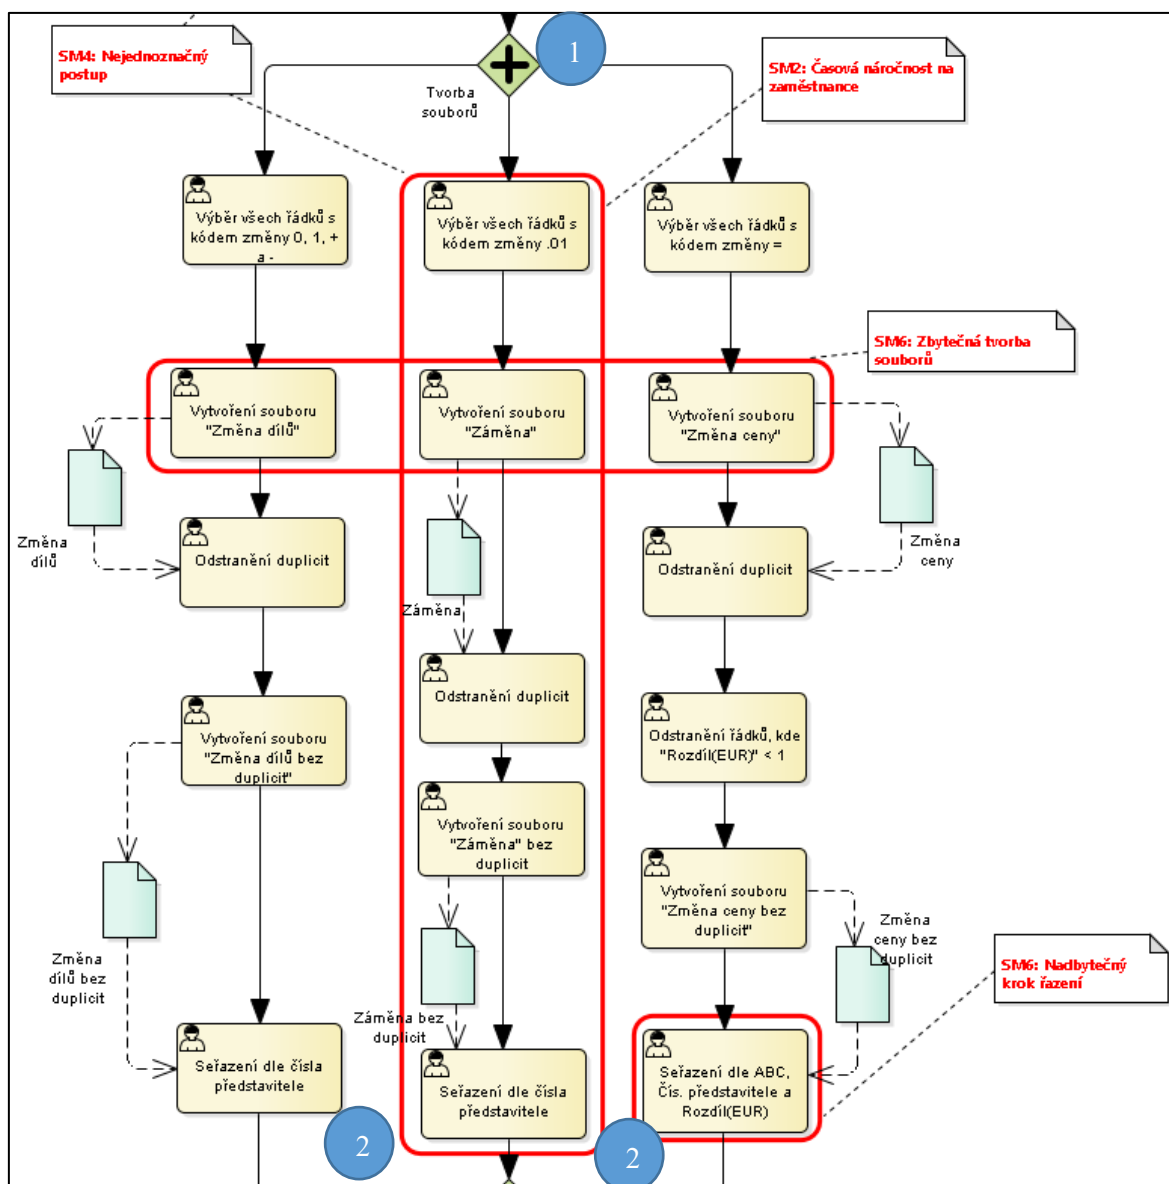 SM4: Nejednoznačný
postup
1
SM2: Časová náročnost na
zaměstnance
Tvorba
souborů
Výběr všech řádků s
kódem změny 0, 1, +
a -
Výběr všech řádků s
kódem změny .01
Výběr všech řádků s
kódem změny =
SM6: Zbytečná tvorba
souborů
Vytvoření souboru
"Změna dílů"
Vytvoření souboru
"Záměna"
Vytvoření souboru
"Změna ceny"
Změna
dílů
Odstranění duplicit
Záměna
Odstranění duplicit
Změna
ceny
Odstranění duplicit
Vytvoření souboru
"Změna dílů bez
duplicit"
Odstranění řádků, kde
"Rozdíl(EUR)" < 1
Vytvoření souboru
"Záměna" bez
duplicit
Vytvoření souboru
"Změna ceny bez
duplicit"
Změna
ceny bez
duplicit
Změna
dílů bez
duplicit
Záměna bez
duplicit
SM6: Nadbytečný
krok řazení
Seřazení dle čísla
představitele
Seřazení dle čísla
představitele
Seřazení dle ABC,
Čís. představitele a
Rozdíl(EUR)
2
2